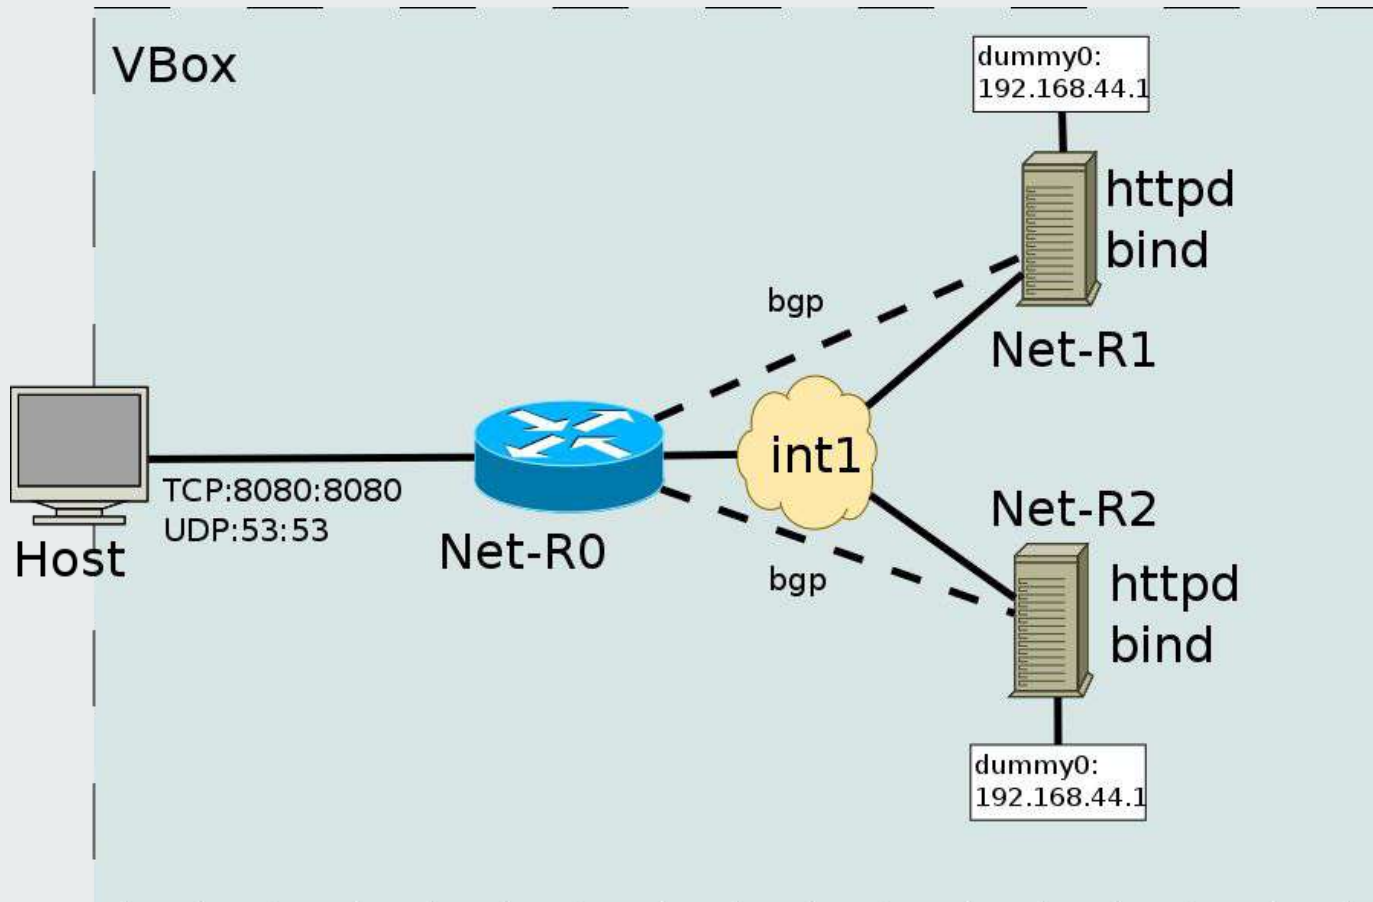 VBox
dummy0:
192.168.44.1
httpd
bind
Net-R1
bgp
int1
TCP:8080:8080
UDP:53:53
Host
Net-R0
bgp
Net-R2
httpd
bind
dummy0:
192.168.44.1